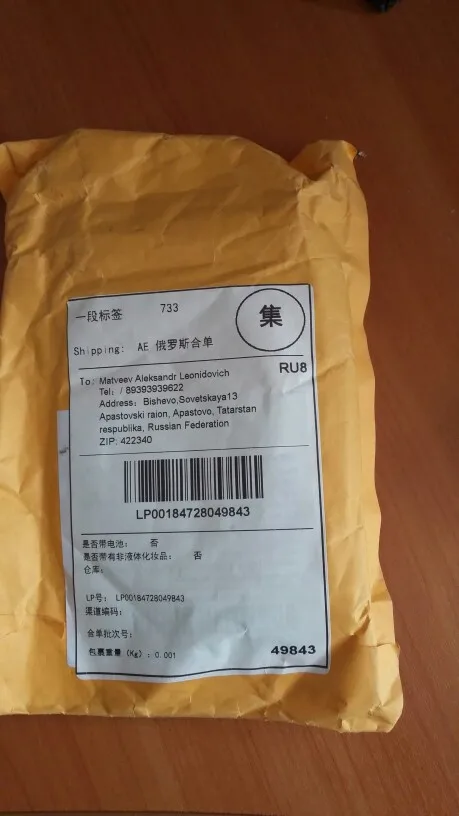 一段标签 733
集
Shipping: AE 俄罗斯合单
RU8
To: Matveev Aleksandr Leonidovich
Tel: / 89393939622
Address: Bishevo,Sovetskaya13
Apastovski raion, Apastovo, Tatarstan
respublika, Russian Federation
ZIP: 422340
LP00184728049843
是否带电池: 否
是否带有非液体化妆品: 否
仓库:
LP号: LP00184728049843
渠道编码:
合单批次号:
包裹重量 (Kg) : 0.001
49843